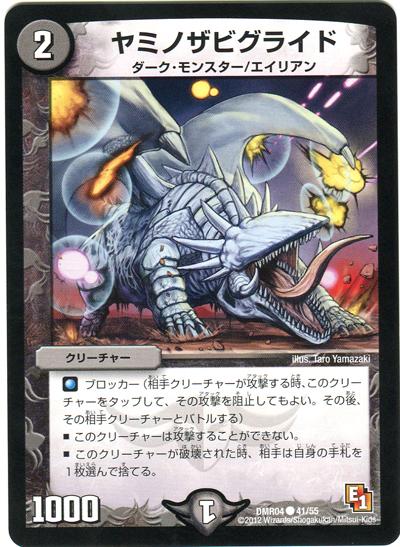 2
ヤミノザビグライド
ダーク・モンスター/エイリアン
illus. Taro Yamazaki
クリーチャー
ブロッカー(相手クリーチャーが攻撃する時、このクリー
チャーをタップして、その攻撃を阻止してもよい。その後、
その相手クリーチャーとバトルする)
■ このクリーチャーは攻撃することができない。
■ このクリーチャーが破壊された時、相手は自身の手札を
1枚選んで捨てる。
1000
1
E1
DMR04 ● 41/55
©2012 Wizards/Shogakukan/Mitsui-Kids